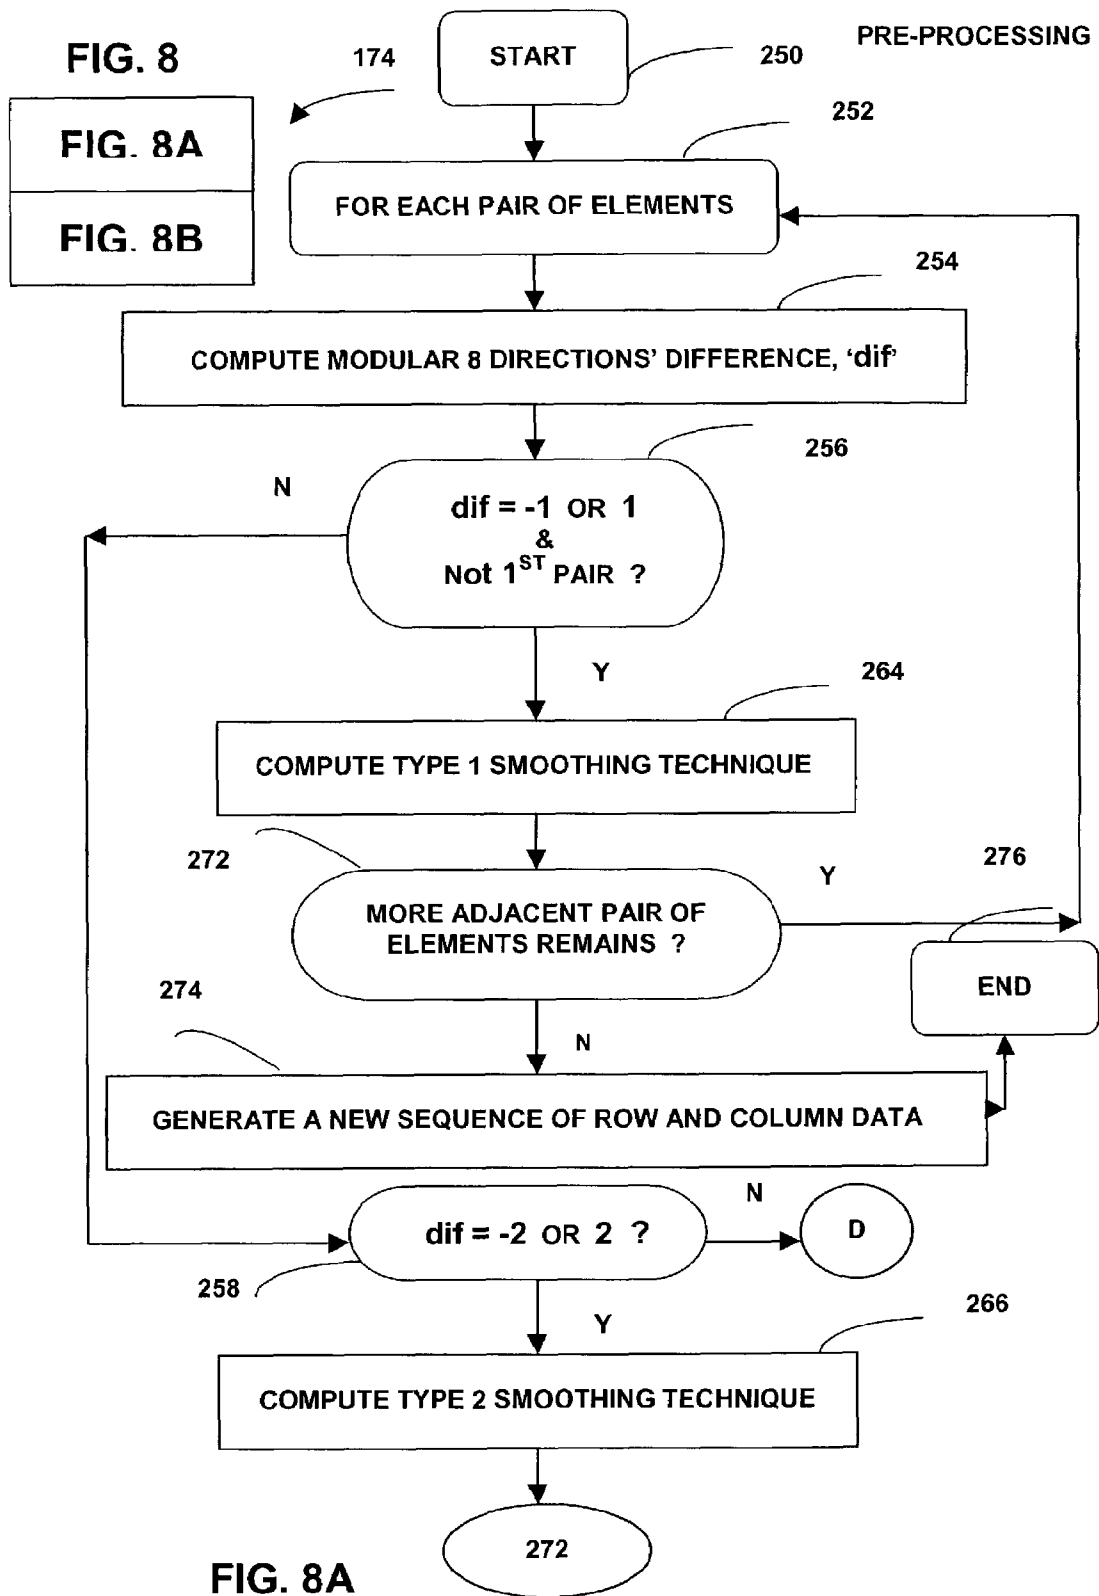 PRE-PROCESSING
FIG. 8
174
START
250
FIG. 8A
FIG. 8B
252
FOR EACH PAIR OF ELEMENTS
254
COMPUTE MODULAR 8 DIRECTIONS' DIFFERENCE, 'dif'
256
N
dif = -1 OR 1
&
Not 1ST PAIR ?
Y
264
COMPUTE TYPE 1 SMOOTHING TECHNIQUE
272
Y
276
MORE ADJACENT PAIR OF
ELEMENTS REMAINS ?
274
END
N
GENERATE A NEW SEQUENCE OF ROW AND COLUMN DATA
dif = -2 OR 2 ?
N
D
258
Y
266
COMPUTE TYPE 2 SMOOTHING TECHNIQUE
272
FIG. 8A